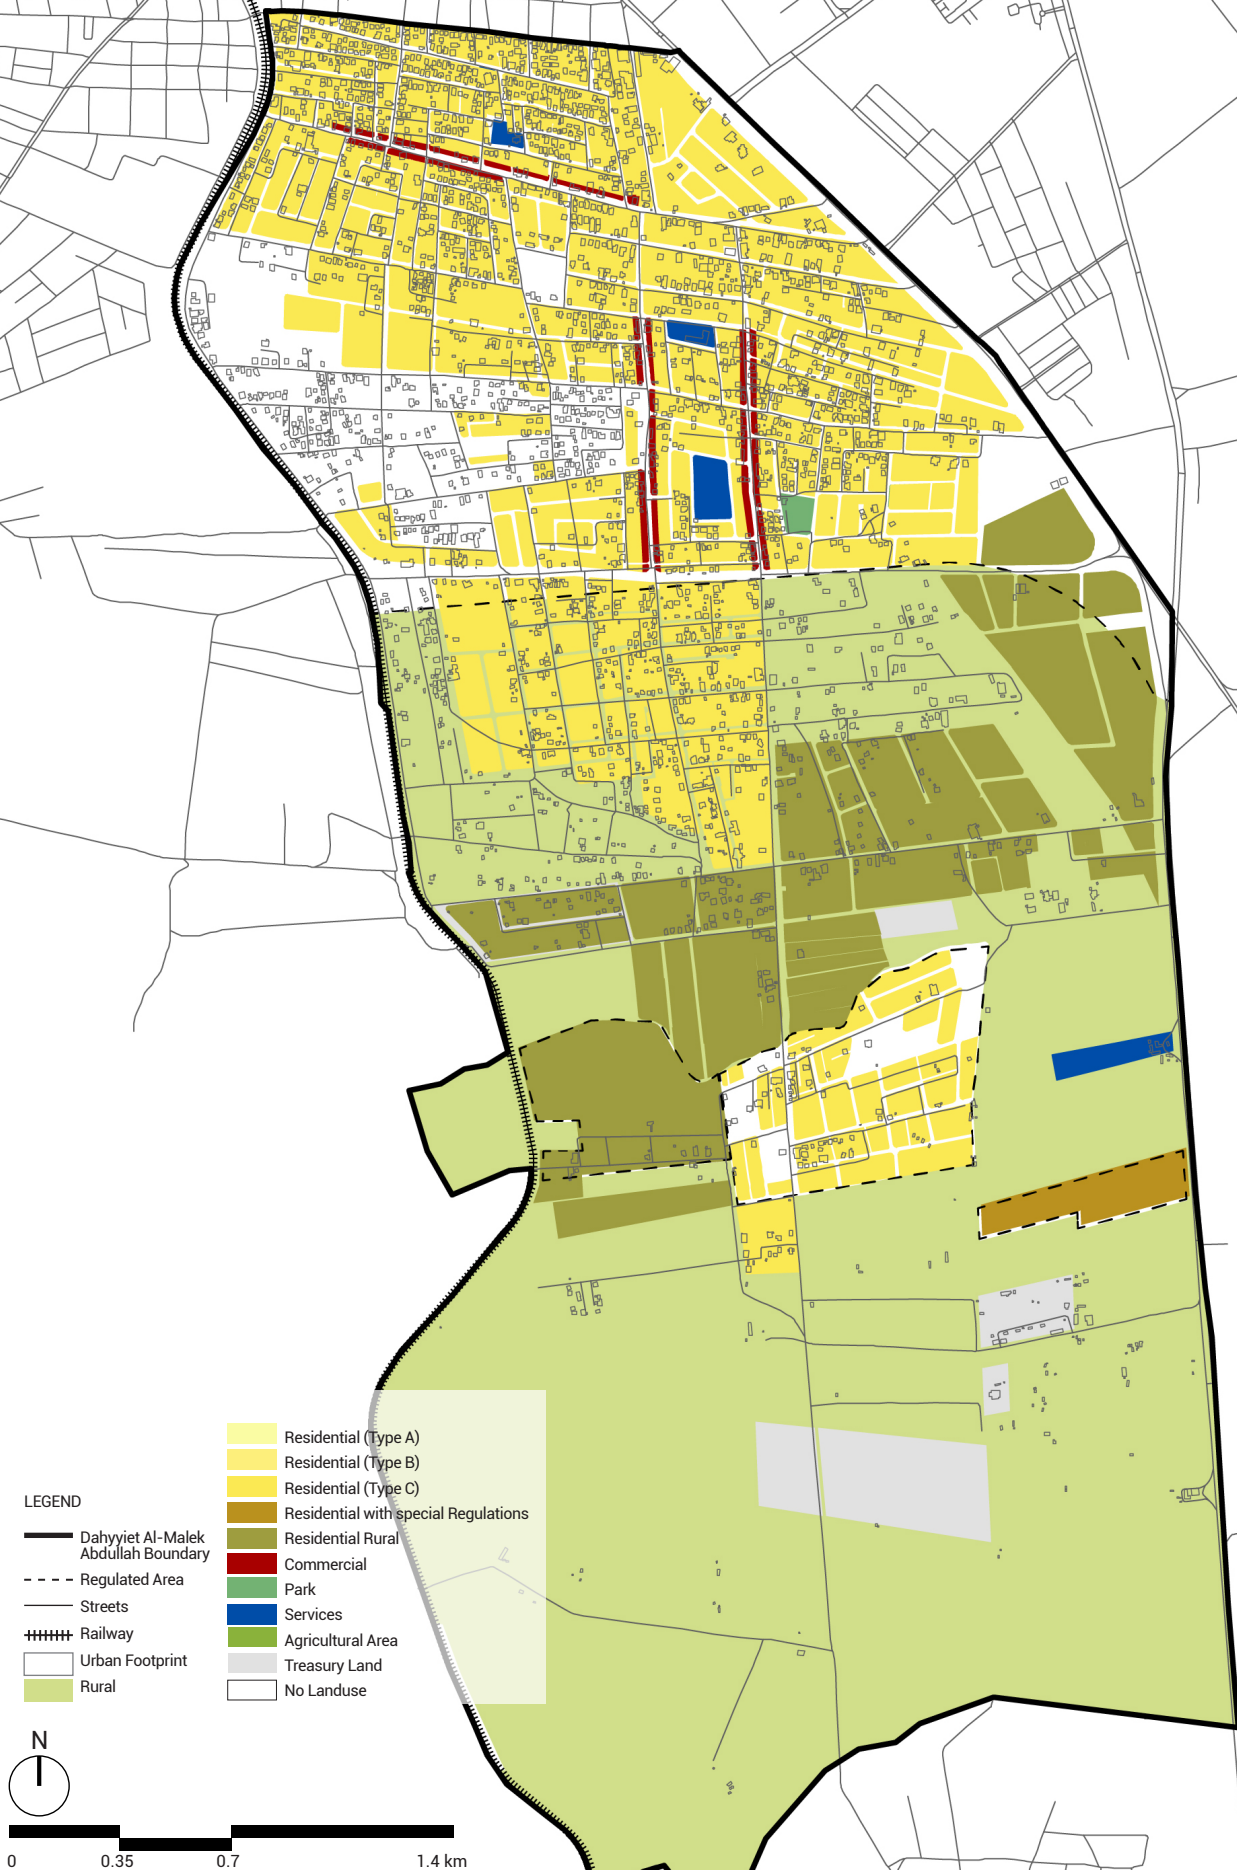 LEGEND
Dahyyiet Al-Malek
Abdullah Boundary
Regulated Area
Streets
Railway
Urban Footprint
Rural
Residential (Type A)
Residential (Type B)
Residential (Type C)
Residential with special Regulations
Residential Rural
Commercial
Park
Services
Agricultural Area
Treasury Land
No Landuse
N
0 0.35 0.7 1.4 km